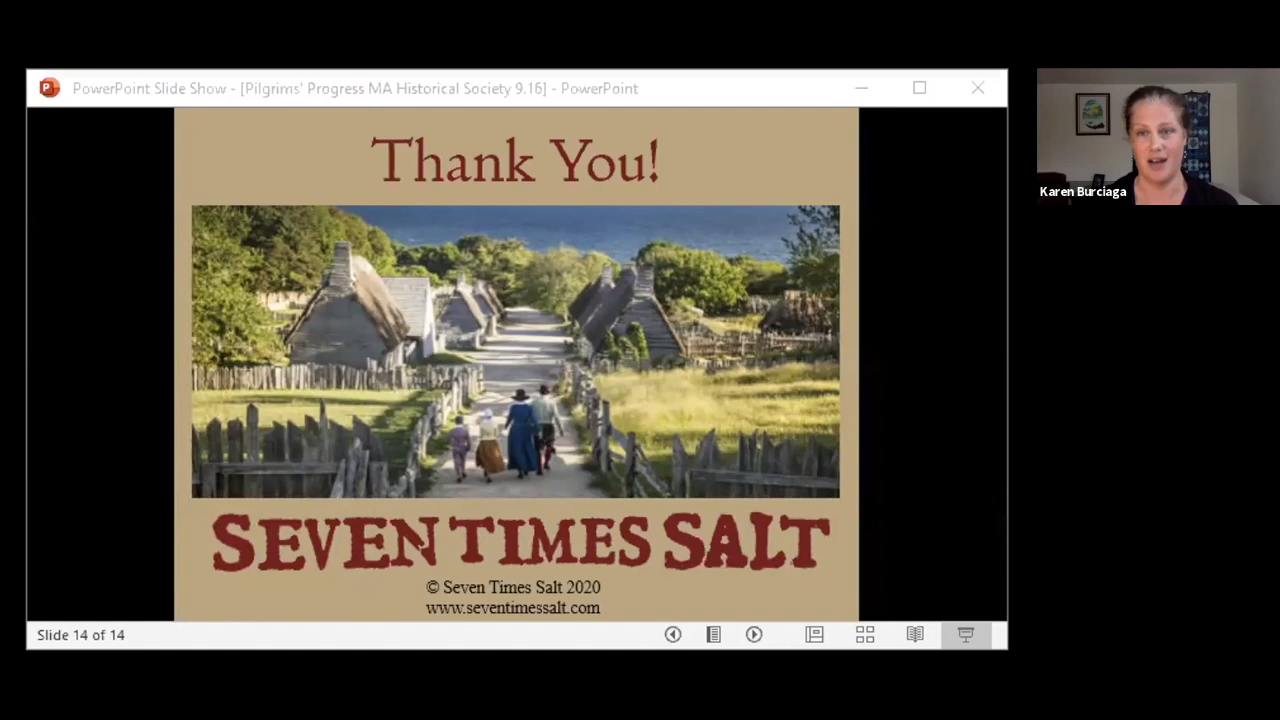 PowerPoint Slide Show - [Pilgrims' Progress MA Historical Society 9.16] - PowerPoint
Thank You!
SEVEN TIMES SALT
© Seven Times Salt 2020
www.seventimessalt.com
Slide 14 of 14
Karen Burciaga